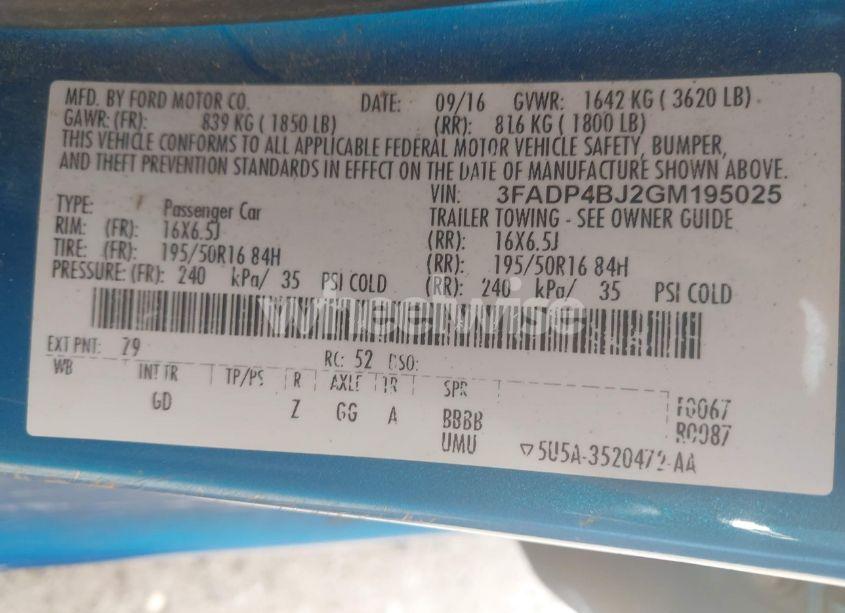 MFD. BY FORD MOTOR CO. DATE: 09/16 GVWR: 1642 KG ( 3620 LB)
GAWR: (FR): 839 KG ( 1850 LB) (RR): 816 KG ( 1800 LB)
THIS VEHICLE CONFORMS TO ALL APPLICABLE FEDERAL MOTOR VEHICLE SAFETY, BUMPER,
AND THEFT PREVENTION STANDARDS IN EFFECT ON THE DATE OF MANUFACTURE SHOWN ABOVE.
VIN: 3FADP4BJ2GM195025
TYPE: Passenger Car TRAILER TOWING - SEE OWNER GUIDE
RIM: (FR): 16X6.5J (RR): 16X6.5J
TIRE: (FR): 195/50R16 84H (RR): 195/50R16 84H
PRESSURE: (FR): 240 kPa/ 35 PSI COLD (RR): 240 kPa/ 35 PSI COLD
wheelwise
EXT PNT: 79 RC: 52 DSO:
WB INT TR TP/PS R AXLE TR SPR F0067
GD Z GG A BBBB R0087
UMU 5U5A-3520472-AA